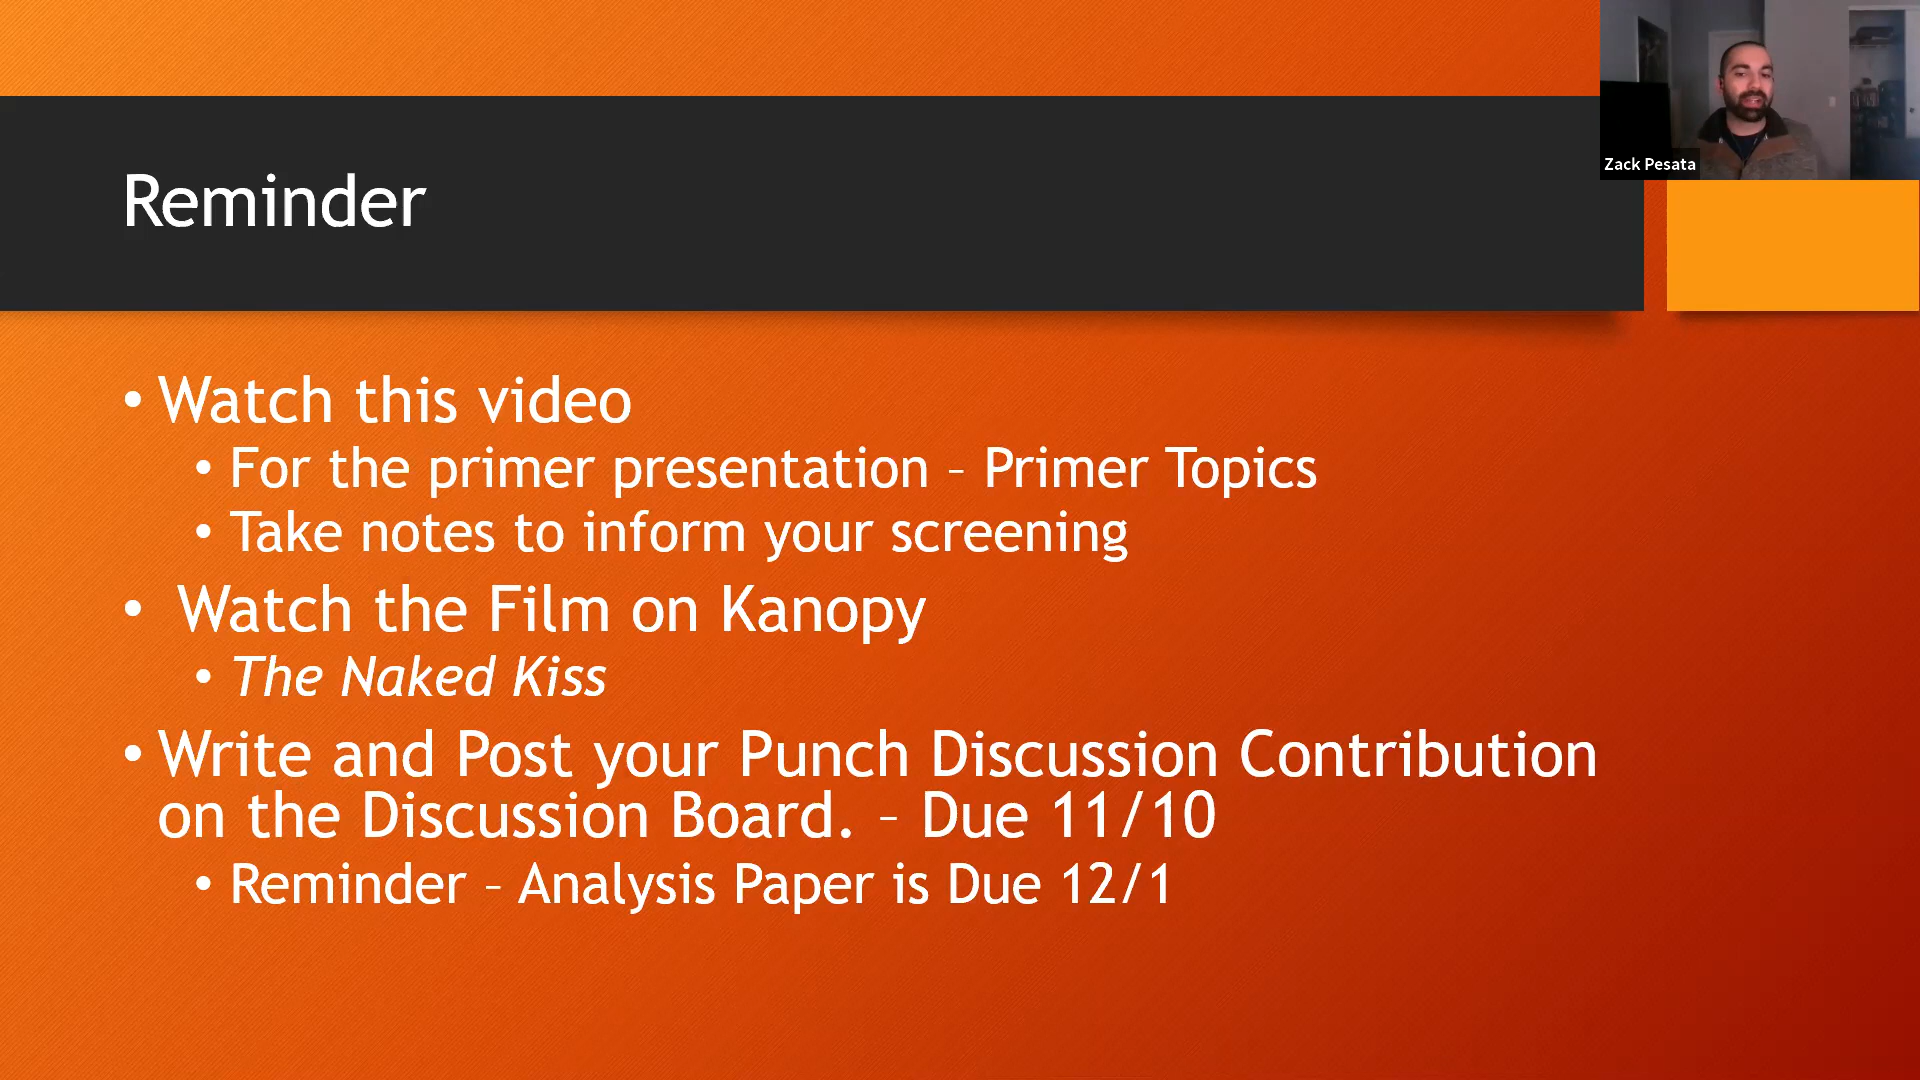 Zack Pesata
Reminder
• Watch this video
• For the primer presentation – Primer Topics
• Take notes to inform your screening
• Watch the Film on Kanopy
• The Naked Kiss
• Write and Post your Punch Discussion Contribution
on the Discussion Board. – Due 11/10
• Reminder – Analysis Paper is Due 12/1